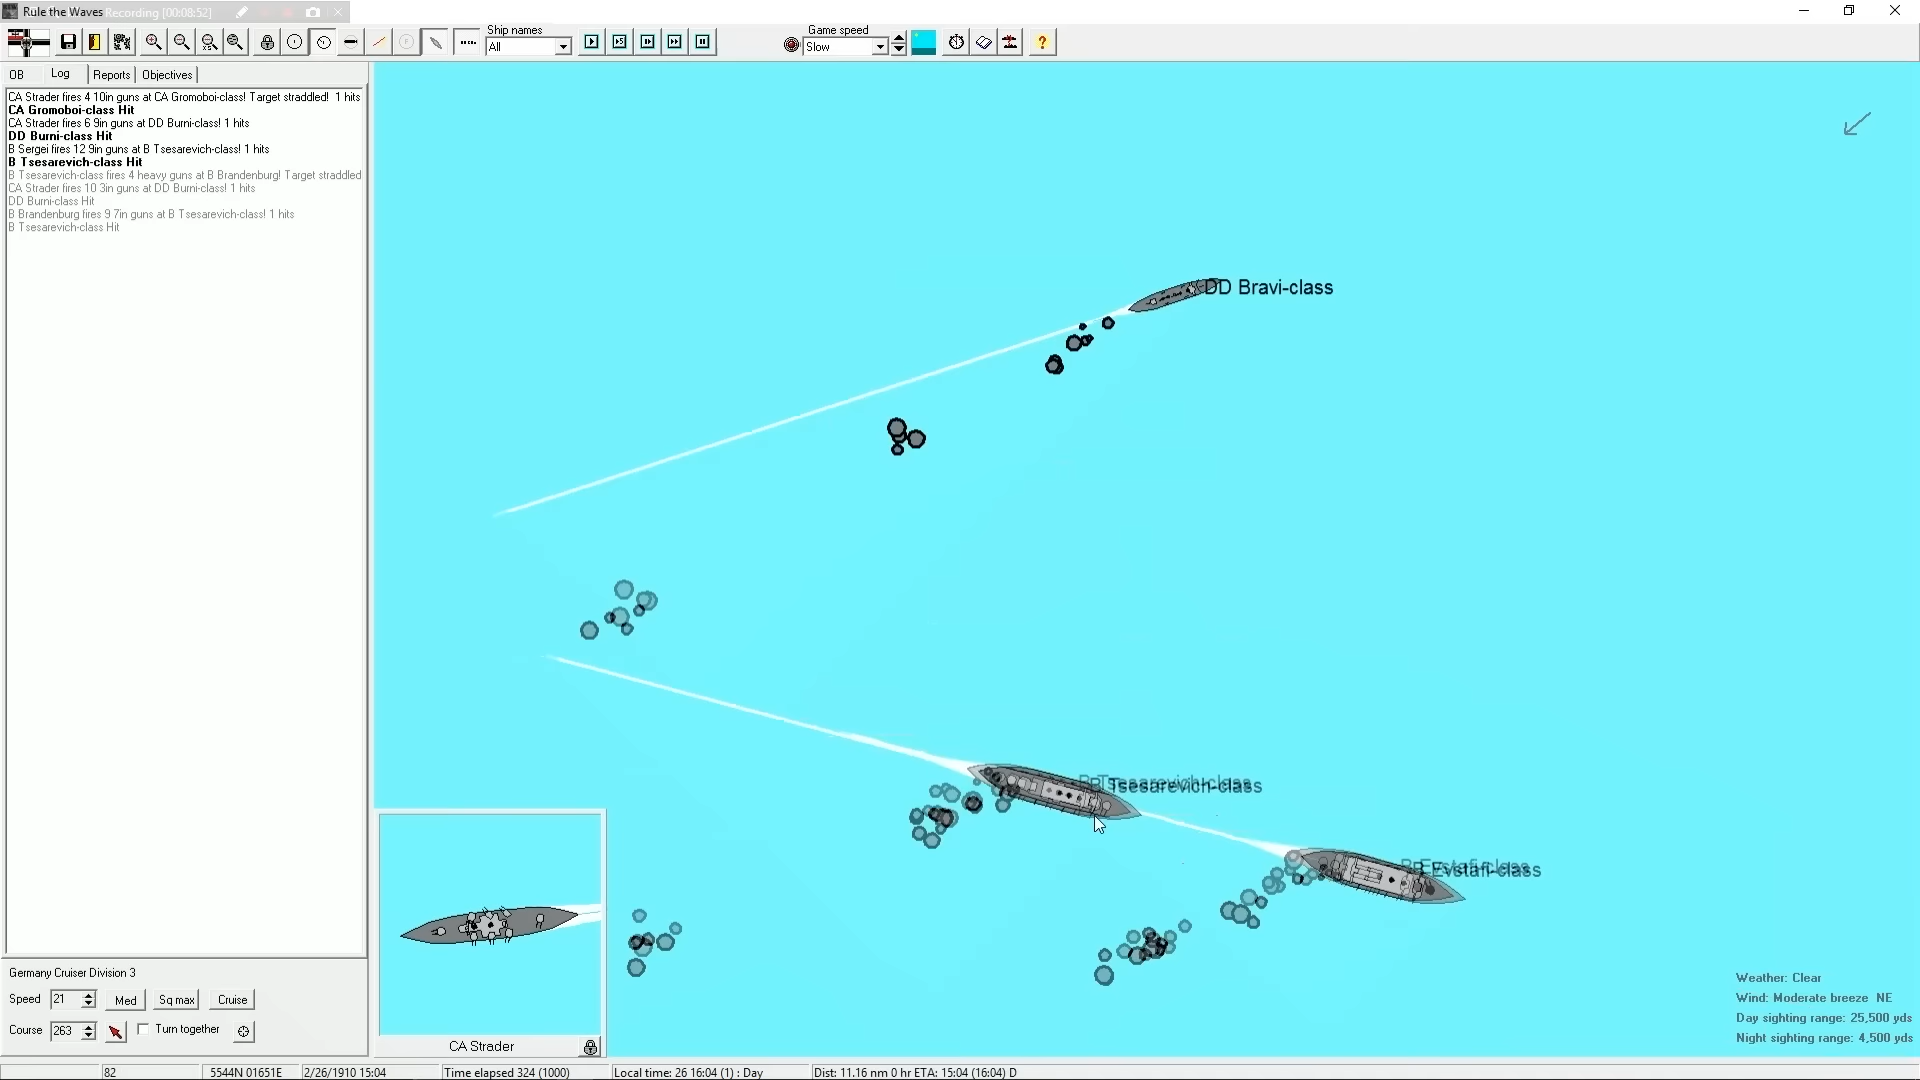 Rule the Waves Recording [00:08:52]
Ship names
All
Game speed
Slow
x5
?
OB
Log
Reports
Objectives
CA Strader fires 4 10in guns at CA Gromoboi-class! Target straddled! 1 hits
CA Gromoboi-class Hit
CA Strader fires 6 9in guns at DD Burni-class! 1 hits
DD Burni-class Hit
B Sergei fires 12 9in guns at B Tsesarevich-class! 1 hits
B Tsesarevich-class Hit
B Tsesarevich-class fires 4 heavy guns at B Brandenburg! Target straddled
CA Strader fires 10 3in guns at DD Burni-class! 1 hits
DD Burni-class Hit
B Brandenburg fires 9 7in guns at B Tsesarevich-class! 1 hits
B Tsesarevich-class Hit
DD Bravi-class
B Tsesarevich-class
B Evstafi-class
Germany Cruiser Division 3
Speed 21 Med Sq max Cruise
Course 263 Turn together
CA Strader
Weather: Clear
Wind: Moderate breeze NE
Day sighting range: 25,500 yds
Night sighting range: 4,500 yds
82 5544N 01651E 2/26/1910 15:04 Time elapsed 324 (1000) Local time: 26 16:04 (1) : Day Dist: 11.16 nm 0 hr ETA: 15:04 (16:04) D